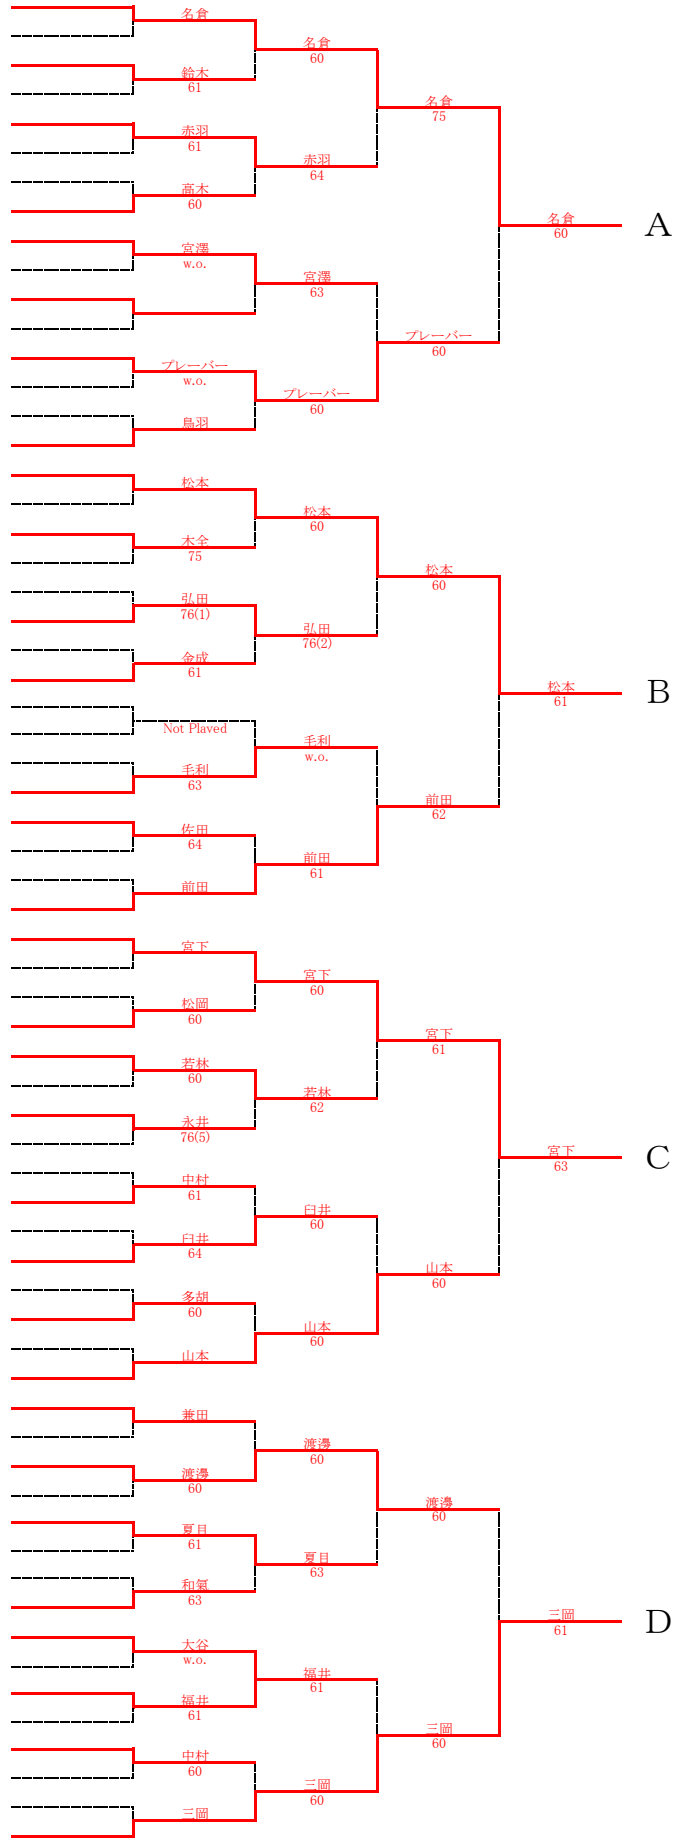 名倉
名倉
60
鈴木
61
名倉
75
赤羽
61
赤羽
64
高木
60
名倉
60
A
宮澤
w.o.
宮澤
63
プレーバー
60
プレーバー
w.o.
プレーバー
60
鳥羽
松本
松本
60
木全
75
松本
60
弘田
76(1)
弘田
76(2)
金成
61
松本
61
B
Not Played
毛利
w.o.
毛利
63
前田
62
佐田
64
前田
61
前田
宮下
宮下
60
松岡
60
宮下
61
若林
60
若林
62
永井
76(5)
宮下
63
C
中村
61
臼井
60
臼井
64
山本
60
多胡
60
山本
60
山本
兼田
渡邊
60
渡邊
60
渡邊
60
夏目
61
夏目
63
和氣
63
三岡
61
D
大谷
w.o.
福井
61
福井
61
三岡
60
中村
60
三岡
60
三岡